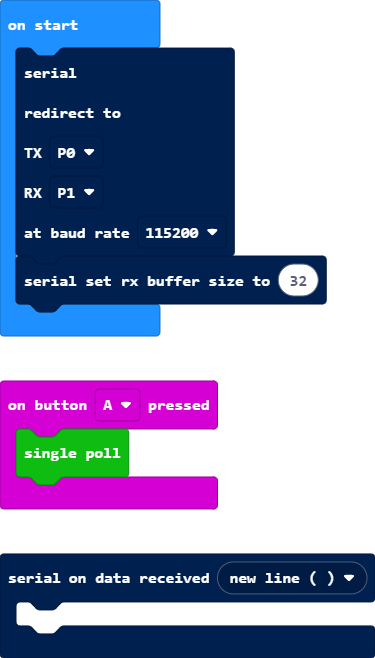 on start
serial
redirect to
TX P0
RX P1
at baud rate 115200
serial set rx buffer size to 32
on button A pressed
single poll
serial on data received new line ( )